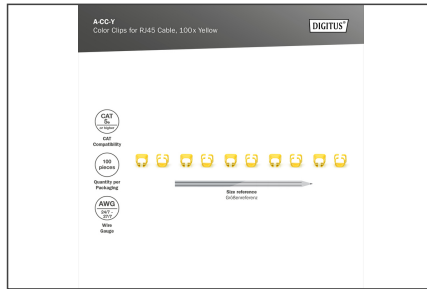 A-CC-Y
Color Clips for RJ45 Cable, 100x Yellow
DIGITUS®
CAT
5e
or higher
CAT
Compatibility
100
pieces
Quantity per
Packaging
AWG
24/7 –
27/7
Wire
Gauge
Size reference
Größenreferenz